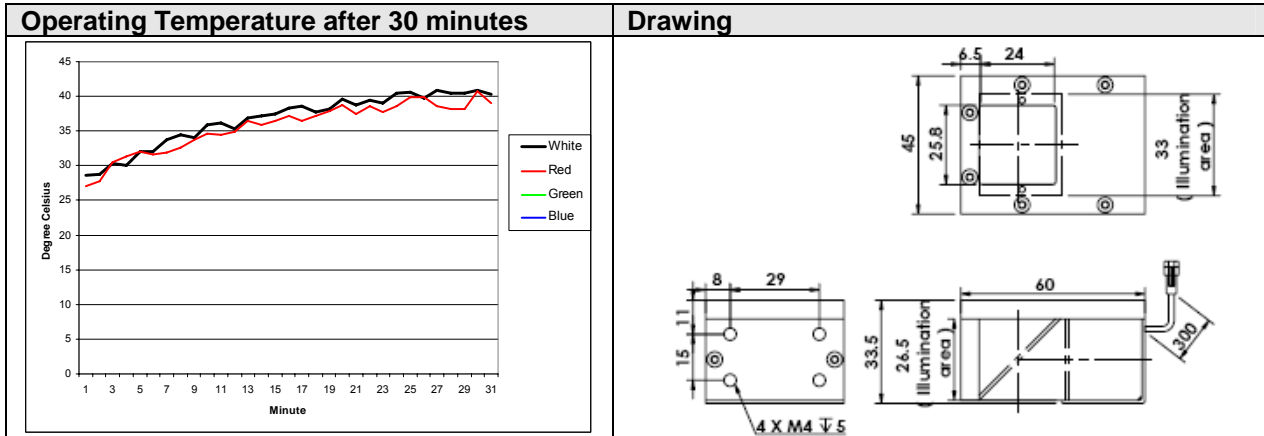 Operating Temperature after 30 minutes
Drawing
45
40
35
30
25
20
15
10
5
0
Degree Celsius
1 3 5 7 9 11 13 15 17 19 21 23 25 27 29 31
Minute
White
Red
Green
Blue
6.5 24
45
25.8
33
( Illumination
area )
8 29
11
15
4 X M4 ↧ 5
60
33.5
26.5
( Illumination
area )
300